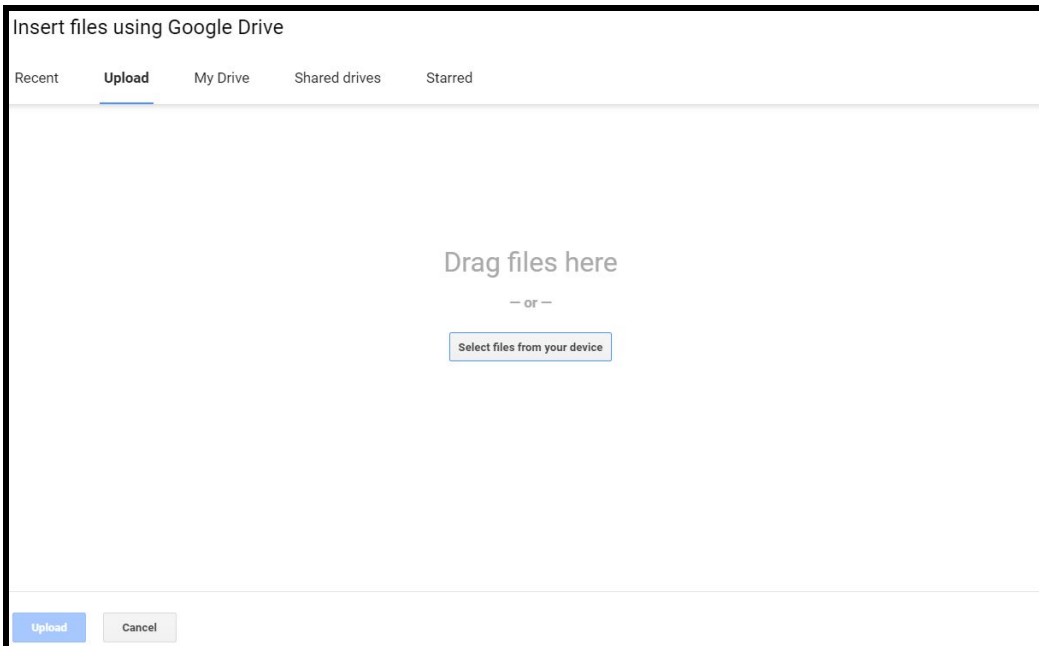 Insert files using Google Drive
Recent Upload My Drive Shared drives Starred
Drag files here
— or —
Select files from your device
Upload Cancel